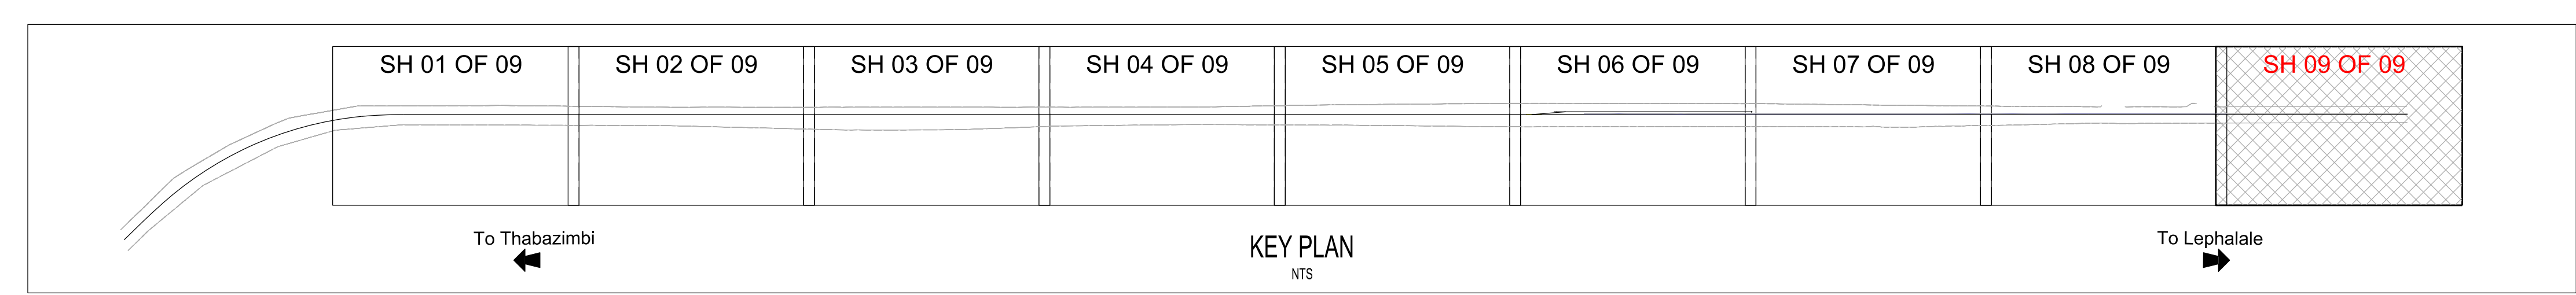 SH 01 OF 09
SH 02 OF 09
SH 03 OF 09
SH 04 OF 09
SH 05 OF 09
SH 06 OF 09
SH 07 OF 09
SH 08 OF 09
SH 09 OF 09
To Thabazimbi
KEY PLAN
NTS
To Lephalale